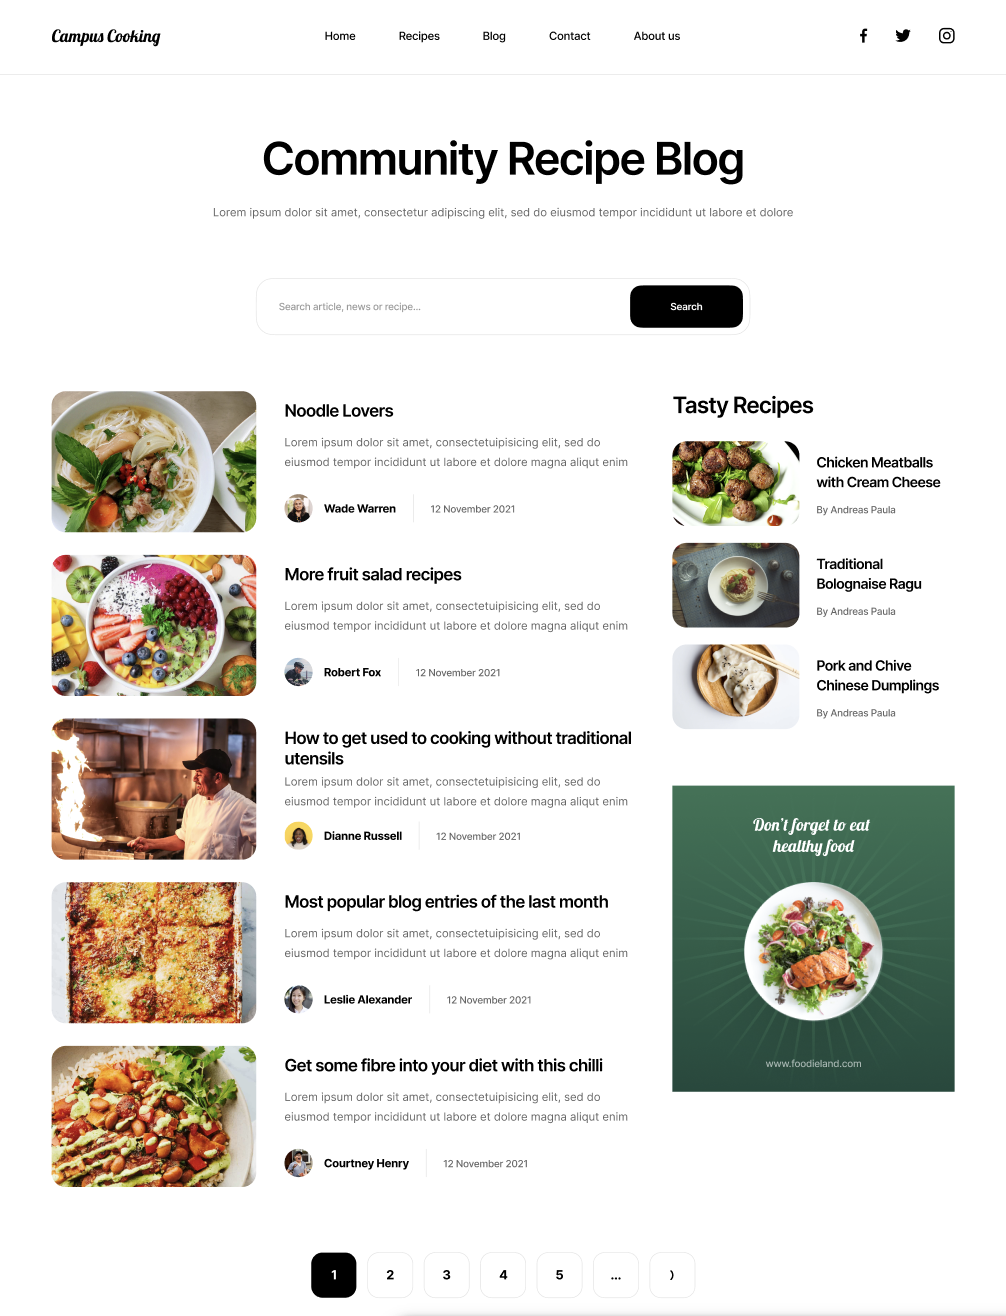 Campus Cooking
Home
Recipes
Blog
Contact
About us
Community Recipe Blog
Lorem ipsum dolor sit amet, consectetur adipiscing elit, sed do eiusmod tempor incididunt ut labore et dolore
Search article, news or recipe...
Search
Noodle Lovers
Lorem ipsum dolor sit amet, consectetuipisicing elit, sed do
eiusmod tempor incididunt ut labore et dolore magna aliqut enim
Wade Warren
12 November 2021
More fruit salad recipes
Lorem ipsum dolor sit amet, consectetuipisicing elit, sed do
eiusmod tempor incididunt ut labore et dolore magna aliqut enim
Robert Fox
12 November 2021
How to get used to cooking without traditional
utensils
Lorem ipsum dolor sit amet, consectetuipisicing elit, sed do
eiusmod tempor incididunt ut labore et dolore magna aliqut enim
Dianne Russell
12 November 2021
Most popular blog entries of the last month
Lorem ipsum dolor sit amet, consectetuipisicing elit, sed do
eiusmod tempor incididunt ut labore et dolore magna aliqut enim
Leslie Alexander
12 November 2021
Get some fibre into your diet with this chilli
Lorem ipsum dolor sit amet, consectetuipisicing elit, sed do
eiusmod tempor incididunt ut labore et dolore magna aliqut enim
Courtney Henry
12 November 2021
Tasty Recipes
Chicken Meatballs
with Cream Cheese
By Andreas Paula
Traditional
Bolognaise Ragu
By Andreas Paula
Pork and Chive
Chinese Dumplings
By Andreas Paula
Don't forget to eat
healthy food
www.foodieland.com
1
2
3
4
5
...
)